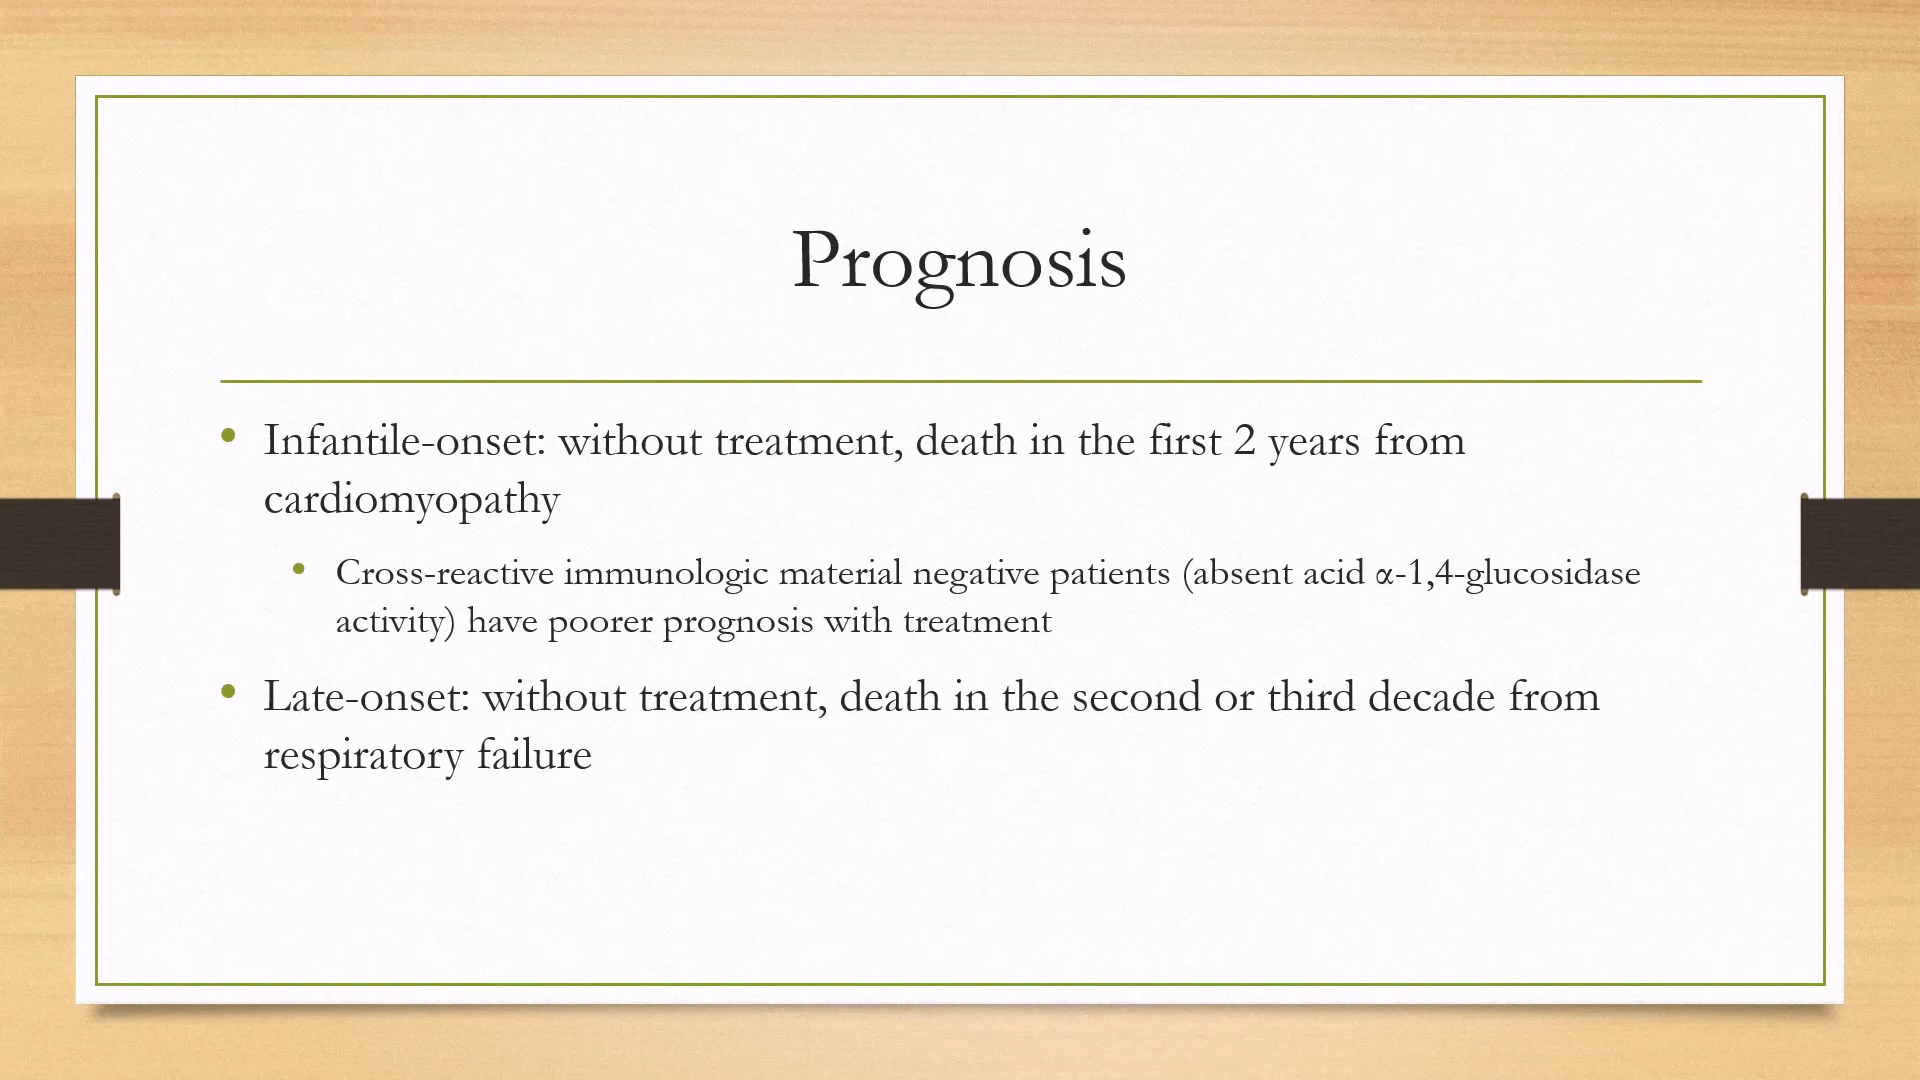 Prognosis
• Infantile-onset: without treatment, death in the first 2 years from
cardiomyopathy
• Cross-reactive immunologic material negative patients (absent acid α-1,4-glucosidase
activity) have poorer prognosis with treatment
• Late-onset: without treatment, death in the second or third decade from
respiratory failure